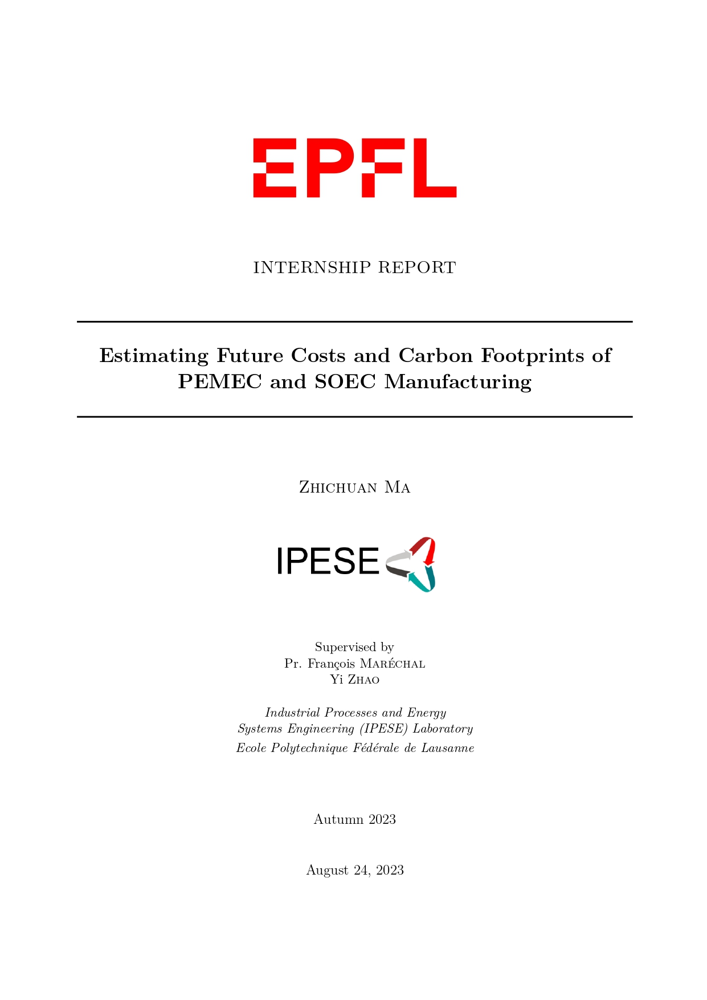 EPFL
INTERNSHIP REPORT
Estimating Future Costs and Carbon Footprints of
PEMEC and SOEC Manufacturing
Zhichuan Ma
IPESE
Supervised by
Pr. François Maréchal
Yi Zhao
Industrial Processes and Energy
Systems Engineering (IPESE) Laboratory
Ecole Polytechnique Fédérale de Lausanne
Autumn 2023
August 24, 2023